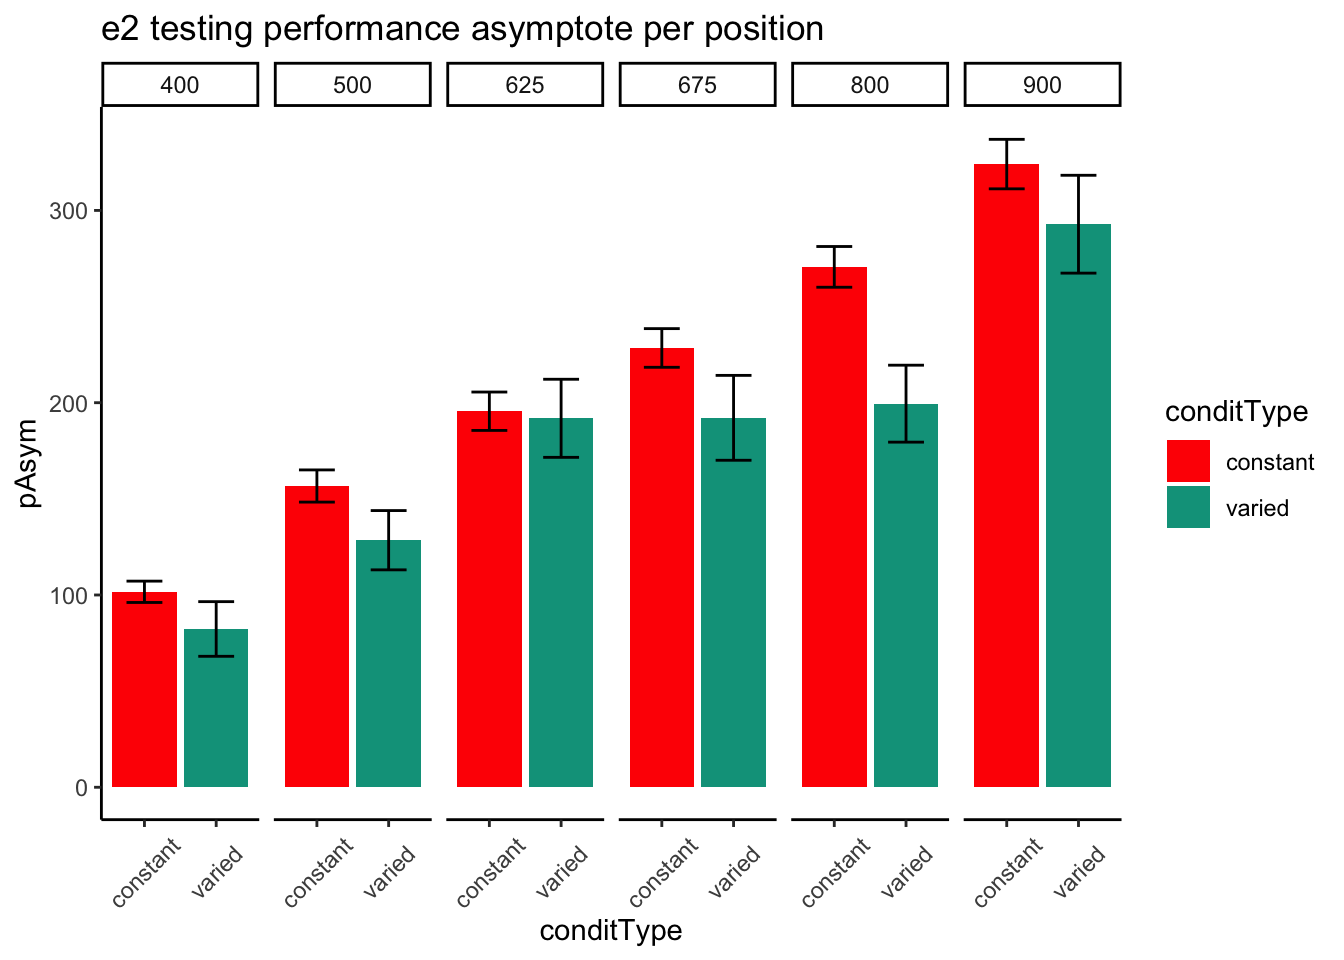 e2 testing performance asymptote per position
400 500 625 675 800 900
300
200
100
0
pAsym
constant varied constant varied constant varied constant varied constant varied constant varied
conditType
conditType
constant
varied